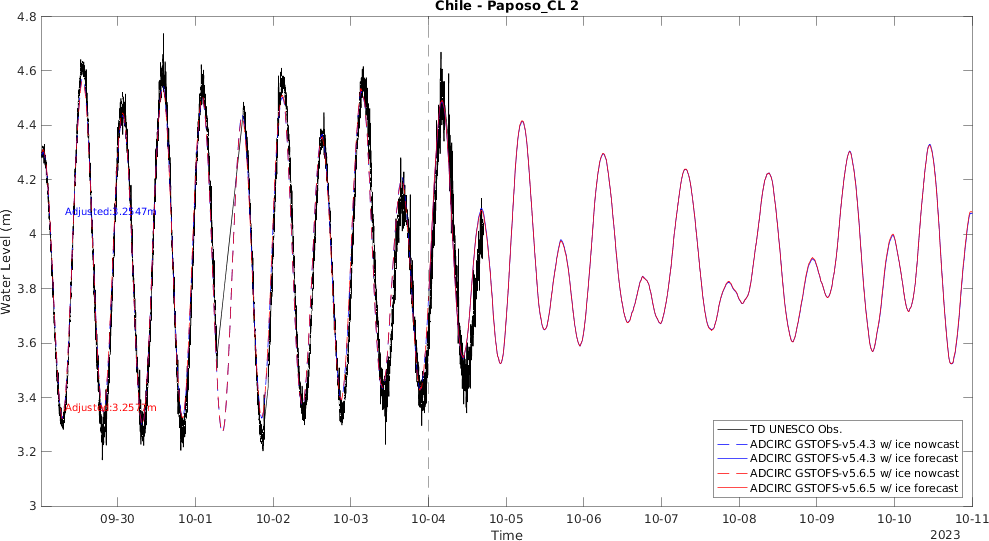 Chile - Paposo_CL 2
4.8
4.6
4.4
4.2
4
3.8
3.6
3.4
3.2
3
Water Level (m)
Adjusted:3.2547m
Adjusted:3.2577m
TD UNESCO Obs.
ADCIRC GSTOFS-v5.4.3 w/ ice nowcast
ADCIRC GSTOFS-v5.4.3 w/ ice forecast
ADCIRC GSTOFS-v5.6.5 w/ ice nowcast
ADCIRC GSTOFS-v5.6.5 w/ ice forecast
09-30 10-01 10-02 10-03 10-04 10-05 10-06 10-07 10-08 10-09 10-10 10-11
Time
2023